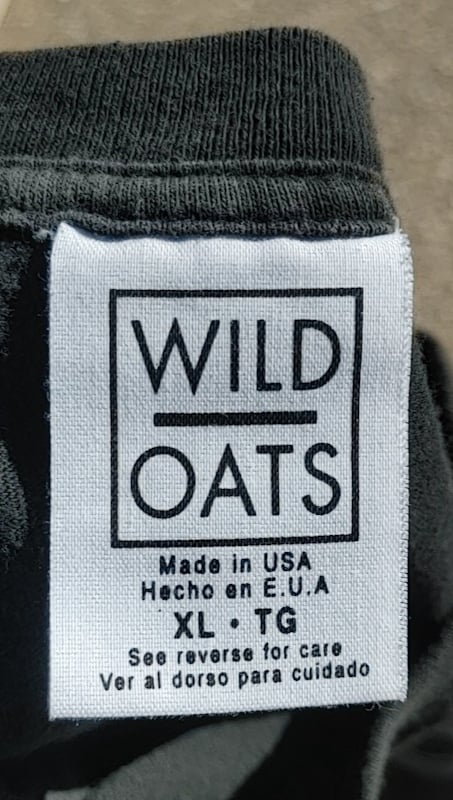 WILD
OATS
Made in USA
Hecho en E.U.A
XL • TG
See reverse for care
Ver al dorso para cuidado